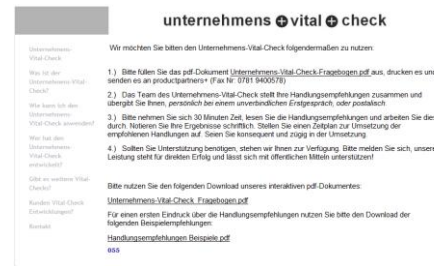 unternehmens vital check
Unternehmens-
Vital-Check
Was ist der
Unternehmens-Vital-
Check?
Wie kann ich den
Unternehmens-
Vital-Check anwenden?
Wer hat den
Unternehmens-
Vital-Check
entwickelt?
Gibt es weitere Vital-
Checks?
Kunden Vital-Check
Entwicklungen?
Kontakt
Wir möchten Sie bitten den Unternehmens-Vital-Check folgendermaßen zu nutzen:
1.) Bitte füllen Sie das pdf-Dokument Unternehmens-Vital-Check-Fragebogen.pdf aus, drucken es und
senden es an productpartners+ (Fax Nr: 0781 9400578)
2.) Das Team des Unternehmens-Vital-Check stellt Ihre Handlungsempfehlungen zusammen und
übergibt Sie Ihnen, persönlich bei einem unverbindlichen Erstgespräch, oder postalisch.
3.) Bitte nehmen Sie sich 30 Minuten Zeit, lesen Sie die Handlungsempfehlungen und arbeiten Sie diese
durch. Notieren Sie Ihre Ergebnisse schriftlich. Stellen Sie einen Zeitplan zur Umsetzung der
empfohlenen Handlungen auf. Seien Sie konsequent und zügig in der Umsetzung.
4.) Sollten Sie Unterstützung benötigen, stehen wir Ihnen zur Verfügung. Bitte melden Sie sich, unsere
Leistung steht für direkten Erfolg und lässt sich mit öffentlichen Mitteln unterstützen!
Bitte nutzen Sie den folgenden Download unseres interaktiven pdf-Dokumentes:
Unternehmens-Vital-Check_Fragebogen.pdf
Für einen ersten Eindruck über die Handlungsempfehlungen nutzen Sie bitte den Download der
folgenden Beispielempfehlungen:
Handlungsempfehlungen Beispiele.pdf
055